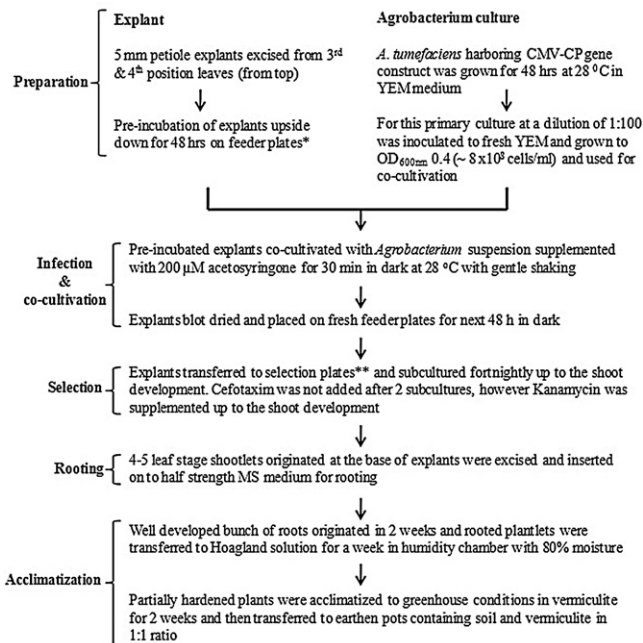 Explant
5 mm petiole explants excised from 3rd
& 4th position leaves (from top)
Pre-incubation of explants upside
down for 48 hrs on feeder plates*
Agrobacterium culture
A. tumefaciens harboring CMV-CP gene
construct was grown for 48 hrs at 28 ⁰C in
YEM medium
For this primary culture at a dilution of 1:100
was inoculated to fresh YEM and grown to
OD600nm 0.4 (~ 8 x10⁸ cells/ml) and used for
co-cultivation
Preparation
Infection
&
co-cultivation
Pre-incubated explants co-cultivated with Agrobacterium suspension supplemented
with 200 µM acetosyringone for 30 min in dark at 28 ºC with gentle shaking
Explants blot dried and placed on fresh feeder plates for next 48 h in dark
Selection
Explants transferred to selection plates** and subcultured fortnightly up to the shoot
development. Cefotaxim was not added after 2 subcultures, however Kanamycin was
supplemented up to the shoot development
Rooting
4-5 leaf stage shootlets originated at the base of explants were excised and inserted
on to half strength MS medium for rooting
Acclimatization
Well developed bunch of roots originated in 2 weeks and rooted plantlets were
transferred to Hoagland solution for a week in humidity chamber with 80% moisture
Partially hardened plants were acclimatized to greenhouse conditions in vermiculite
for 2 weeks and then transferred to earthen pots containing soil and vermiculite in
1:1 ratio